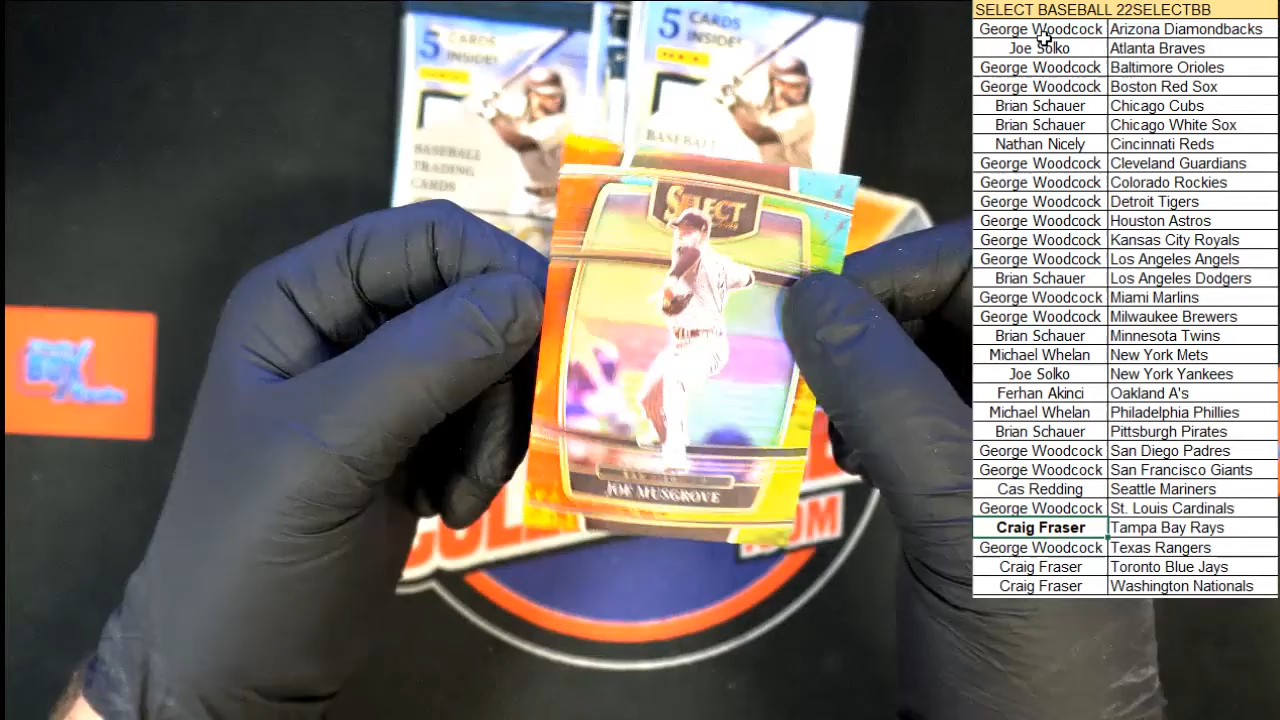 SELECT BASEBALL 22SELECTBB
George Woodcock Arizona Diamondbacks
Joe Solko Atlanta Braves
George Woodcock Baltimore Orioles
George Woodcock Boston Red Sox
Brian Schauer Chicago Cubs
Brian Schauer Chicago White Sox
Nathan Nicely Cincinnati Reds
George Woodcock Cleveland Guardians
George Woodcock Colorado Rockies
George Woodcock Detroit Tigers
George Woodcock Houston Astros
George Woodcock Kansas City Royals
George Woodcock Los Angeles Angels
Brian Schauer Los Angeles Dodgers
George Woodcock Miami Marlins
George Woodcock Milwaukee Brewers
Brian Schauer Minnesota Twins
Michael Whelan New York Mets
Joe Solko New York Yankees
Ferhan Akinci Oakland A's
Michael Whelan Philadelphia Phillies
Brian Schauer Pittsburgh Pirates
George Woodcock San Diego Padres
George Woodcock San Francisco Giants
Cas Redding Seattle Mariners
George Woodcock St. Louis Cardinals
Craig Fraser Tampa Bay Rays
George Woodcock Texas Rangers
Craig Fraser Toronto Blue Jays
Craig Fraser Washington Nationals
5 CARDS INSIDE!
BASEBALL
TRADING
CARDS
5 CARDS
INSIDE!
BASEBALL
SELECT
JOE MUSGROVE